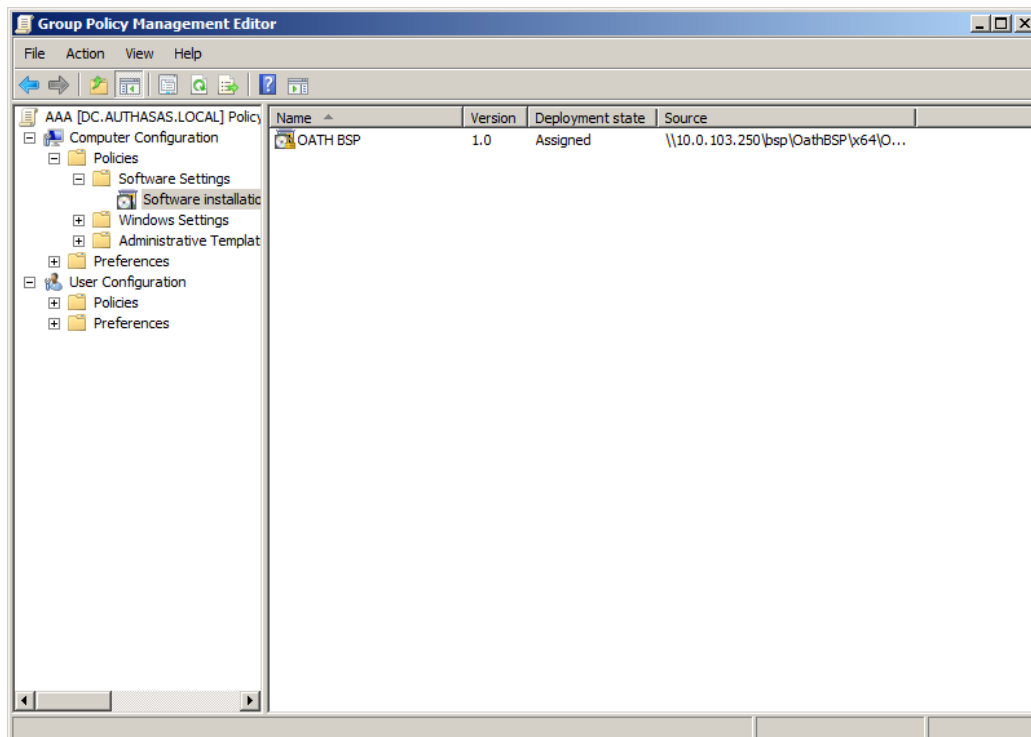 Group Policy Management Editor
File Action View Help
AAA [DC.AUTHASAS.LOCAL] Policy
Computer Configuration
Policies
Software Settings
Software installatio
Windows Settings
Administrative Templat
Preferences
User Configuration
Policies
Preferences
Name Version Deployment state Source
OATH BSP 1.0 Assigned \\10.0.103.250\bsp\OathBSP\x64\O...